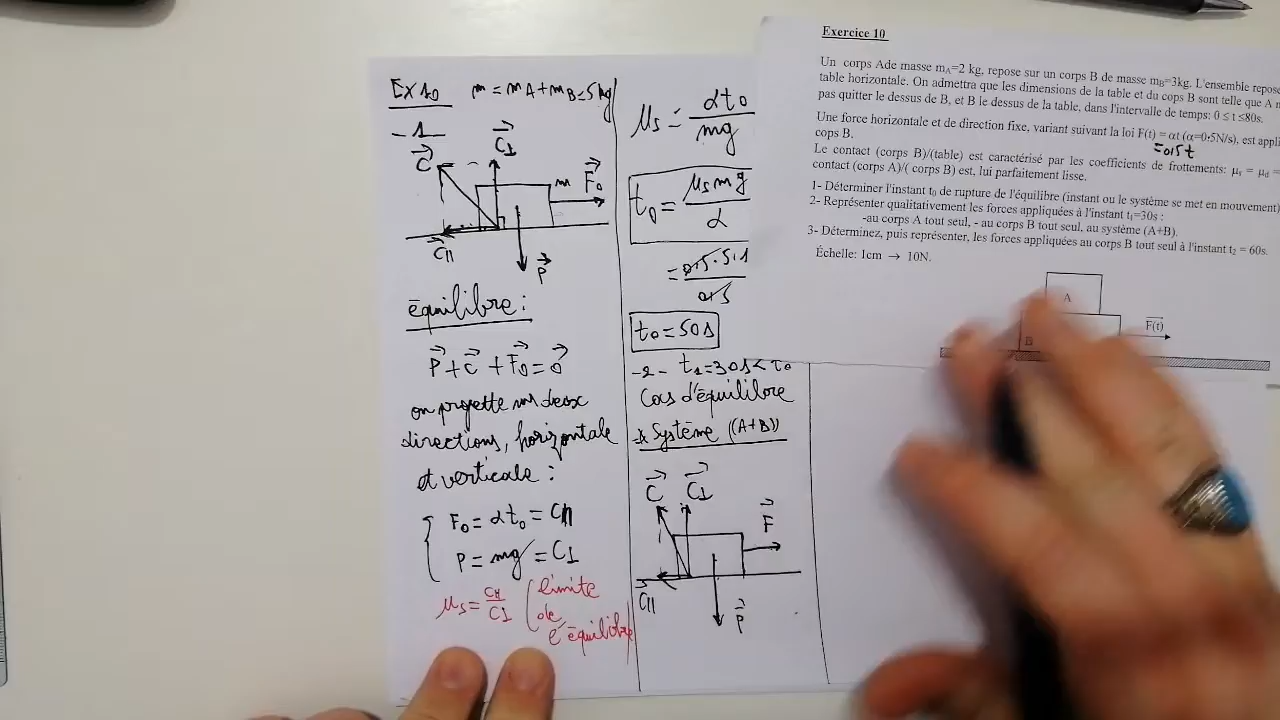 Ex 10 m = mA + mB = 5 kg
-1-
C C⊥
m F₀
C∥ P
équilibre :
P + C + F₀ = 0
on projette sur deux
directions, horizontale
et verticale :
F₀ = αt₀ = C∥
P = mg = C⊥
μs = C∥/C⊥ (limite
de
l'équilibre
μs = αt₀/mg
t₀ = μs mg/α
t₀ = 50 s
-2- t₁ = 30 s < t₀
Cas d'équilibre
* Système ((A+B))
C C⊥
F
C∥ P
Exercice 10
Un corps A de masse mA=2 kg, repose sur un corps B de masse mB=3kg. L'ensemble repose
table horizontale. On admettra que les dimensions de la table et du cops B sont telle que A
pas quitter le dessus de B, et B le dessus de la table, dans l'intervalle de temps: 0 ≤ t ≤80s.
Une force horizontale et de direction fixe, variant suivant la loi F(t) = αt (α=0·5N/s), est
cops B.
Le contact (corps B)/(table) est caractérisé par les coefficients de frottements: μs = μd =
contact (corps A)/( corps B) est, lui parfaitement lisse.
1- Déterminer l'instant t₀ de rupture de l'équilibre (instant ou le système se met en mouvement)
2- Représenter qualitativement les forces appliquées à l'instant t₁=30s :
-au corps A tout seul, - au corps B tout seul, au système (A+B).
3- Déterminez, puis représenter, les forces appliquées au corps B tout seul à l'instant t₂ = 60s.
Échelle: 1cm → 10N.
A
F(t)
B